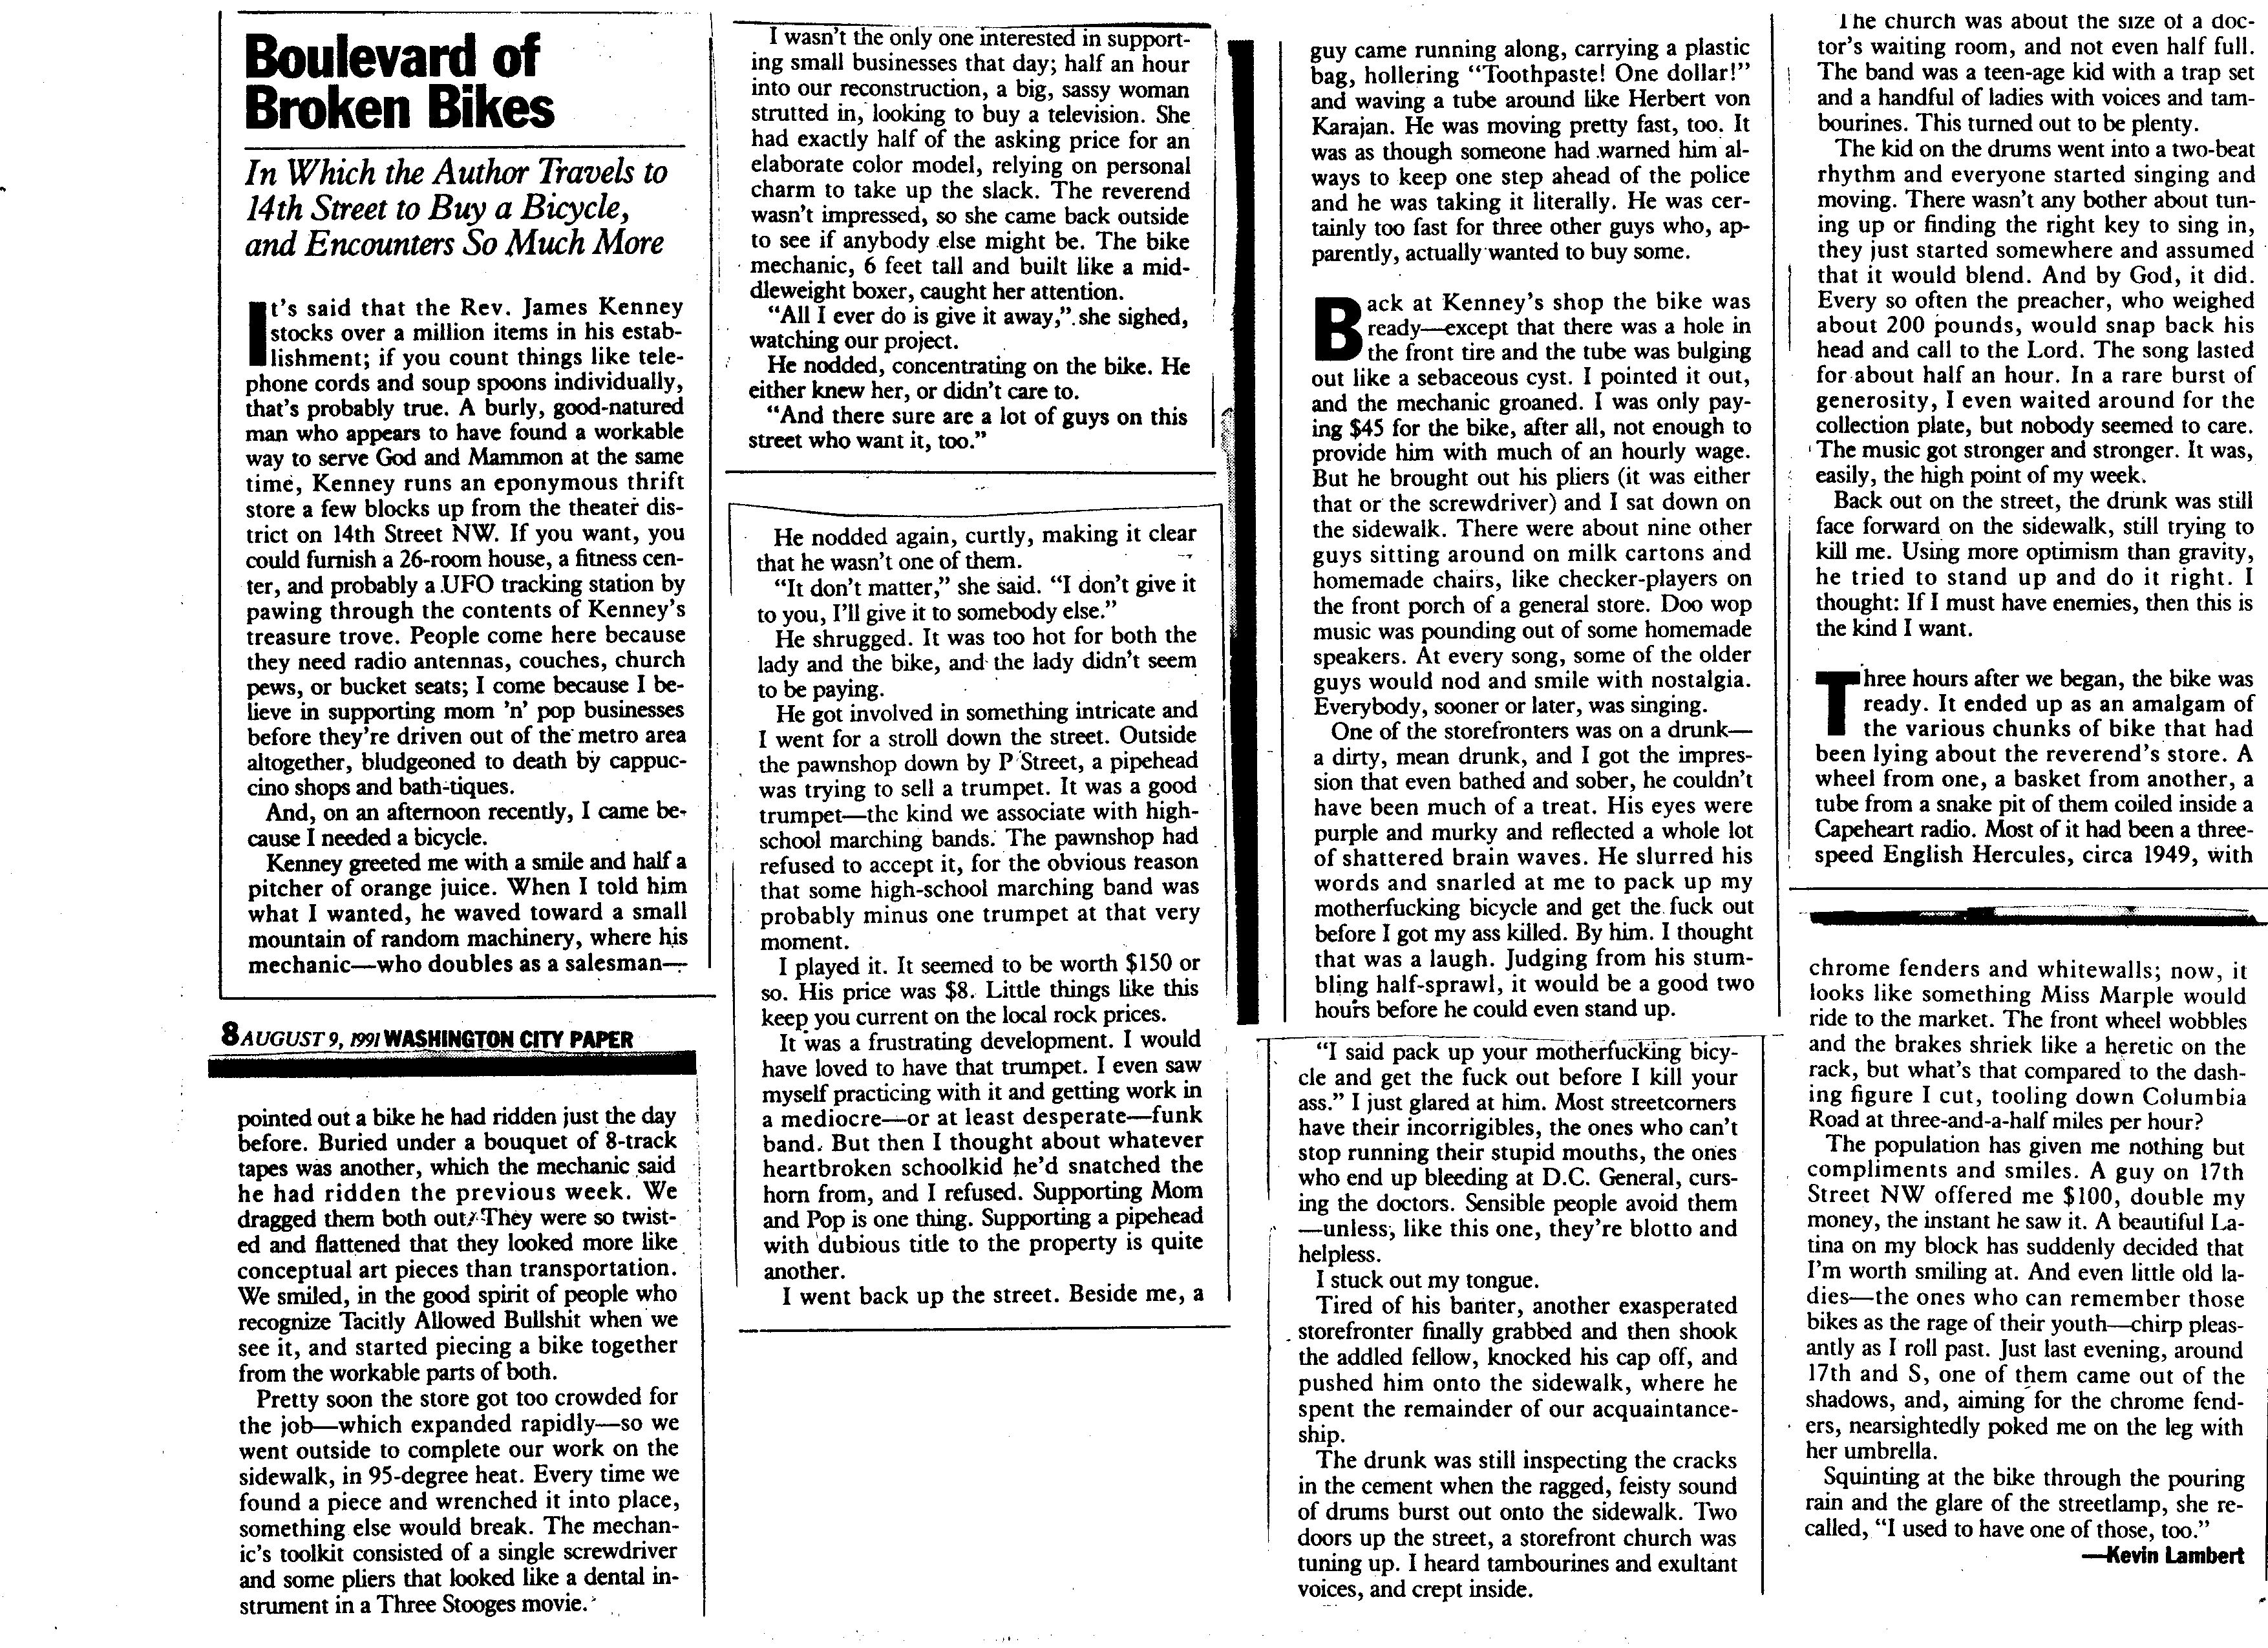 Boulevard of
Broken Bikes
In Which the Author Travels to
14th Street to Buy a Bicycle,
and Encounters So Much More
It's said that the Rev. James Kenney
stocks over a million items in his estab-
lishment; if you count things like tele-
phone cords and soup spoons individually,
that's probably true. A burly, good-natured
man who appears to have found a workable
way to serve God and Mammon at the same
time, Kenney runs an eponymous thrift
store a few blocks up from the theater dis-
trict on 14th Street NW. If you want, you
could furnish a 26-room house, a fitness cen-
ter, and probably a UFO tracking station by
pawing through the contents of Kenney's
treasure trove. People come here because
they need radio antennas, couches, church
pews, or bucket seats; I come because I be-
lieve in supporting mom 'n' pop businesses
before they're driven out of the metro area
altogether, bludgeoned to death by cappuc-
cino shops and bath-tiques.
And, on an afternoon recently, I came be-
cause I needed a bicycle.
Kenney greeted me with a smile and half a
pitcher of orange juice. When I told him
what I wanted, he waved toward a small
mountain of random machinery, where his
mechanic—who doubles as a salesman—
8 AUGUST 9, 1991 WASHINGTON CITY PAPER
pointed out a bike he had ridden just the day
before. Buried under a bouquet of 8-track
tapes was another, which the mechanic said
he had ridden the previous week. We
dragged them both out. They were so twist-
ed and flattened that they looked more like
conceptual art pieces than transportation.
We smiled, in the good spirit of people who
recognize Tacitly Allowed Bullshit when we
see it, and started piecing a bike together
from the workable parts of both.
Pretty soon the store got too crowded for
the job—which expanded rapidly—so we
went outside to complete our work on the
sidewalk, in 95-degree heat. Every time we
found a piece and wrenched it into place,
something else would break. The mechan-
ic's toolkit consisted of a single screwdriver
and some pliers that looked like a dental in-
strument in a Three Stooges movie.
I wasn't the only one interested in support-
ing small businesses that day; half an hour
into our reconstruction, a big, sassy woman
strutted in, looking to buy a television. She
had exactly half of the asking price for an
elaborate color model, relying on personal
charm to take up the slack. The reverend
wasn't impressed, so she came back outside
to see if anybody else might be. The bike
mechanic, 6 feet tall and built like a mid-
dleweight boxer, caught her attention.
"All I ever do is give it away," she sighed,
watching our project.
He nodded, concentrating on the bike. He
either knew her, or didn't care to.
"And there sure are a lot of guys on this
street who want it, too."
He nodded again, curtly, making it clear
that he wasn't one of them.
"It don't matter," she said. "I don't give it
to you, I'll give it to somebody else."
He shrugged. It was too hot for both the
lady and the bike, and the lady didn't seem
to be paying.
He got involved in something intricate and
I went for a stroll down the street. Outside
the pawnshop down by P Street, a pipehead
was trying to sell a trumpet. It was a good
trumpet—the kind we associate with high-
school marching bands. The pawnshop had
refused to accept it, for the obvious reason
that some high-school marching band was
probably minus one trumpet at that very
moment.
I played it. It seemed to be worth $150 or
so. His price was $8. Little things like this
keep you current on the local rock prices.
It was a frustrating development. I would
have loved to have that trumpet. I even saw
myself practicing with it and getting work in
a mediocre—or at least desperate—funk
band. But then I thought about whatever
heartbroken schoolkid he'd snatched the
horn from, and I refused. Supporting Mom
and Pop is one thing. Supporting a pipehead
with dubious title to the property is quite
another.
I went back up the street. Beside me, a
guy came running along, carrying a plastic
bag, hollering "Toothpaste! One dollar!"
and waving a tube around like Herbert von
Karajan. He was moving pretty fast, too. It
was as though someone had warned him al-
ways to keep one step ahead of the police
and he was taking it literally. He was cer-
tainly too fast for three other guys who, ap-
parently, actually wanted to buy some.
Back at Kenney's shop the bike was
ready—except that there was a hole in
the front tire and the tube was bulging
out like a sebaceous cyst. I pointed it out,
and the mechanic groaned. I was only pay-
ing $45 for the bike, after all, not enough to
provide him with much of an hourly wage.
But he brought out his pliers (it was either
that or the screwdriver) and I sat down on
the sidewalk. There were about nine other
guys sitting around on milk cartons and
homemade chairs, like checker-players on
the front porch of a general store. Doo wop
music was pounding out of some homemade
speakers. At every song, some of the older
guys would nod and smile with nostalgia.
Everybody, sooner or later, was singing.
One of the storefronters was on a drunk—
a dirty, mean drunk, and I got the impres-
sion that even bathed and sober, he couldn't
have been much of a treat. His eyes were
purple and murky and reflected a whole lot
of shattered brain waves. He slurred his
words and snarled at me to pack up my
motherfucking bicycle and get the fuck out
before I got my ass killed. By him. I thought
that was a laugh. Judging from his stum-
bling half-sprawl, it would be a good two
hours before he could even stand up.
"I said pack up your motherfucking bicy-
cle and get the fuck out before I kill your
ass." I just glared at him. Most streetcorners
have their incorrigibles, the ones who can't
stop running their stupid mouths, the ones
who end up bleeding at D.C. General, curs-
ing the doctors. Sensible people avoid them
—unless, like this one, they're blotto and
helpless.
I stuck out my tongue.
Tired of his banter, another exasperated
storefronter finally grabbed and then shook
the addled fellow, knocked his cap off, and
pushed him onto the sidewalk, where he
spent the remainder of our acquaintance-
ship.
The drunk was still inspecting the cracks
in the cement when the ragged, feisty sound
of drums burst out onto the sidewalk. Two
doors up the street, a storefront church was
tuning up. I heard tambourines and exultant
voices, and crept inside.
The church was about the size of a doc-
tor's waiting room, and not even half full.
The band was a teen-age kid with a trap set
and a handful of ladies with voices and tam-
bourines. This turned out to be plenty.
The kid on the drums went into a two-beat
rhythm and everyone started singing and
moving. There wasn't any bother about tun-
ing up or finding the right key to sing in,
they just started somewhere and assumed
that it would blend. And by God, it did.
Every so often the preacher, who weighed
about 200 pounds, would snap back his
head and call to the Lord. The song lasted
for about half an hour. In a rare burst of
generosity, I even waited around for the
collection plate, but nobody seemed to care.
The music got stronger and stronger. It was,
easily, the high point of my week.
Back out on the street, the drunk was still
face forward on the sidewalk, still trying to
kill me. Using more optimism than gravity,
he tried to stand up and do it right. I
thought: If I must have enemies, then this is
the kind I want.
Three hours after we began, the bike was
ready. It ended up as an amalgam of
the various chunks of bike that had
been lying about the reverend's store. A
wheel from one, a basket from another, a
tube from a snake pit of them coiled inside a
Capeheart radio. Most of it had been a three-
speed English Hercules, circa 1949, with
chrome fenders and whitewalls; now, it
looks like something Miss Marple would
ride to the market. The front wheel wobbles
and the brakes shriek like a heretic on the
rack, but what's that compared to the dash-
ing figure I cut, tooling down Columbia
Road at three-and-a-half miles per hour?
The population has given me nothing but
compliments and smiles. A guy on 17th
Street NW offered me $100, double my
money, the instant he saw it. A beautiful La-
tina on my block has suddenly decided that
I'm worth smiling at. And even little old la-
dies—the ones who can remember those
bikes as the rage of their youth—chirp pleas-
antly as I roll past. Just last evening, around
17th and S, one of them came out of the
shadows, and, aiming for the chrome fend-
ers, nearsightedly poked me on the leg with
her umbrella.
Squinting at the bike through the pouring
rain and the glare of the streetlamp, she re-
called, "I used to have one of those, too."
—Kevin Lambert